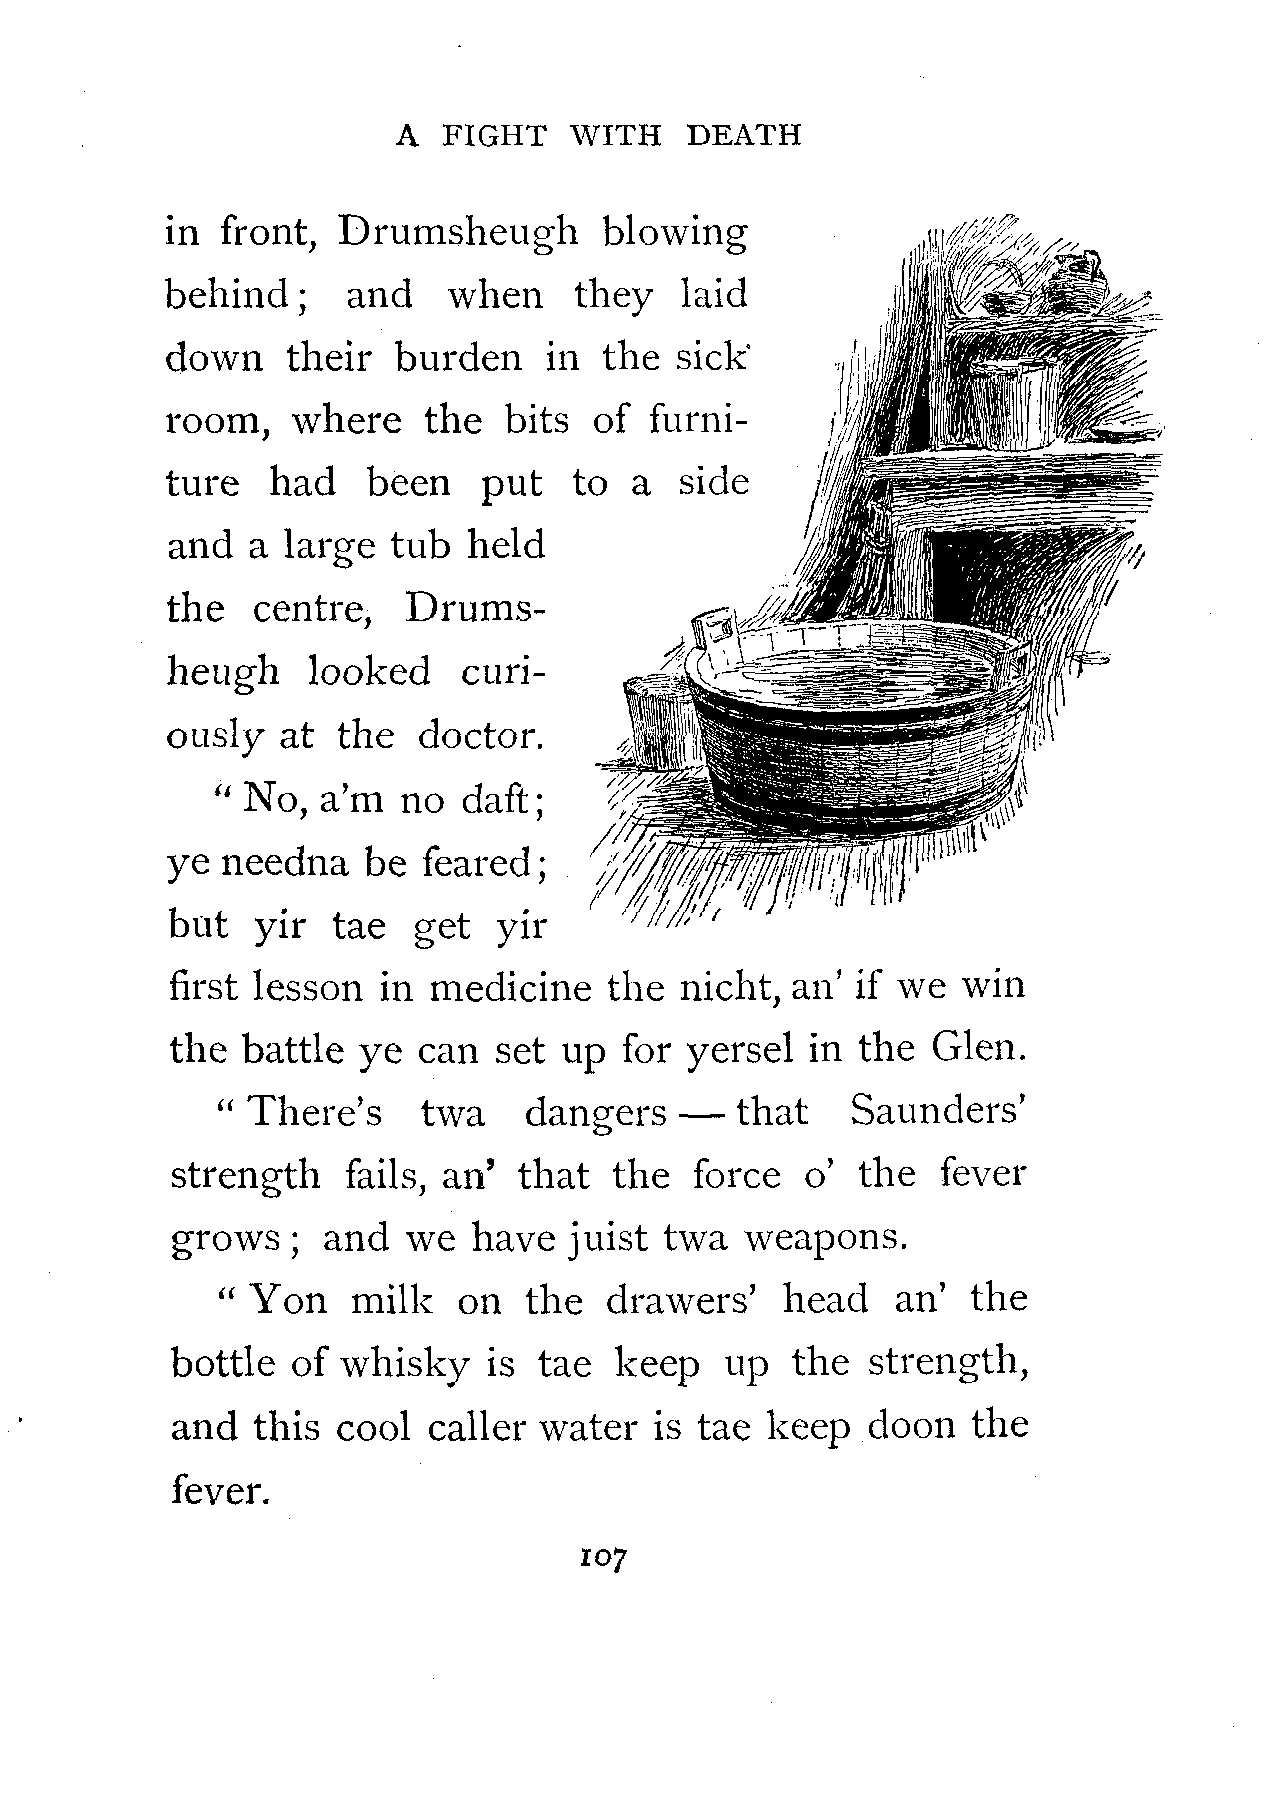 A FIGHT WITH DEATH
in front, Drumsheugh blowing
behind; and when they laid
down their burden in the sick
room, where the bits of furni-
ture had been put to a side
and a large tub held
the centre, Drums-
heugh looked curi-
ously at the doctor.
"No, a'm no daft;
ye needna be feared;
but yir tae get yir
first lesson in medicine the nicht, an' if we win
the battle ye can set up for yersel in the Glen.
"There's twa dangers — that Saunders'
strength fails, an' that the force o' the fever
grows; and we have juist twa weapons.
"Yon milk on the drawers' head an' the
bottle of whisky is tae keep up the strength,
and this cool caller water is tae keep doon the
fever.
107